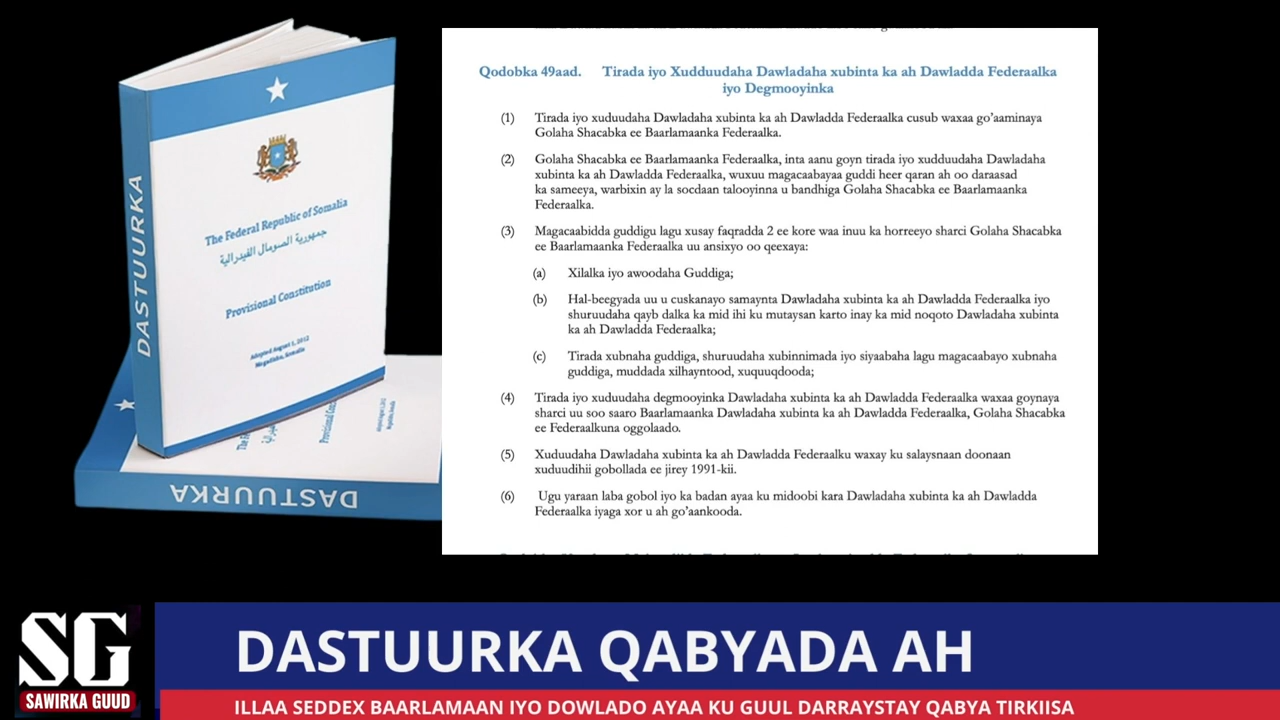 DASTUURKA
The Federal Republic of Somalia
جمهورية الصومال الفيدرالية
Provisional Constitution
Adopted August 1, 2012
Mogadishu, Somalia
DASTUURKA
Qodobka 49aad. Tirada iyo Xudduudaha Dawladaha xubinta ka ah Dawladda Federaalka
iyo Degmooyinka
(1) Tirada iyo xuduudaha Dawladaha xubinta ka ah Dawladda Federaalka cusub waxaa go’aaminaya
Golaha Shacabka ee Baarlamaanka Federaalka.
(2) Golaha Shacabka ee Baarlamaanka Federaalka, inta aanu goyn tirada iyo xudduudaha Dawladaha
xubinta ka ah Dawladda Federaalka, wuxuu magacaabayaa guddi heer qaran ah oo daraasad
ka sameeya, warbixin ay la socdaan talooyinna u bandhiga Golaha Shacabka ee Baarlamaanka
Federaalka.
(3) Magacaabidda guddigu lagu xusay faqradda 2 ee kore waa inuu ka horreeyo sharci Golaha Shacabka
ee Baarlamaanka Federaalka uu ansixyo oo qeexaya:
(a) Xilalka iyo awoodaha Guddiga;
(b) Hal-beegyada uu u cuskanayo samaynta Dawladaha xubinta ka ah Dawladda Federaalka iyo
shuruudaha qayb dalka ka mid ihi ku mutaysan karto inay ka mid noqoto Dawladaha xubinta
ka ah Dawladda Federaalka;
(c) Tirada xubnaha guddiga, shuruudaha xubinnimada iyo siyaabaha lagu magacaabayo xubnaha
guddiga, muddada xilhayntood, xuquuqdooda;
(4) Tirada iyo xuduudaha degmooyinka Dawladaha xubinta ka ah Dawladda Federaalka waxaa goynaya
sharci uu soo saaro Baarlamaanka Dawladaha xubinta ka ah Dawladda Federaalka, Golaha Shacabka
ee Federaalkuna oggolaado.
(5) Xuduudaha Dawladaha xubinta ka ah Dawladda Federaalku waxay ku salaysnaan doonaan
xuduudihii gobollada ee jirey 1991-kii.
(6) Ugu yaraan laba gobol iyo ka badan ayaa ku midoobi kara Dawladaha xubinta ka ah Dawladda
Federaalka iyaga xor u ah go’aankooda.
SG
SAWIRKA GUUD
DASTUURKA QABYADA AH
ILLAA SEDDEX BAARLAMAAN IYO DOWLADO AYAA KU GUUL DARRAYSTAY QABYA TIRKIISA